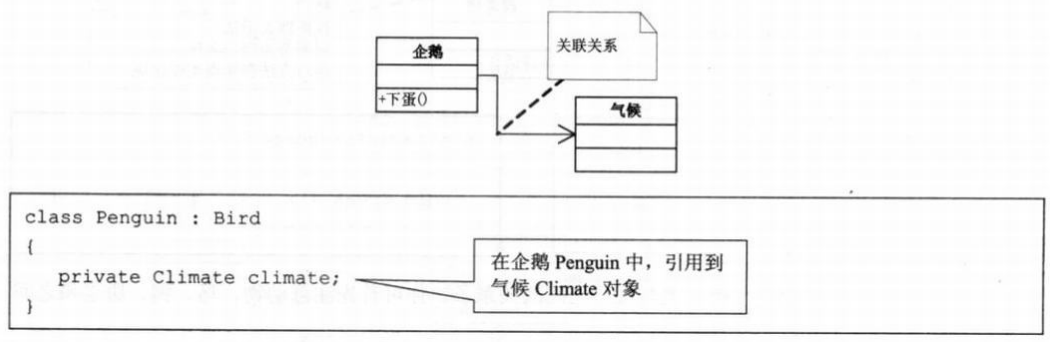 企鹅
+下蛋()
关联关系
气候
class Penguin : Bird
{
private Climate climate;
}
在企鹅 Penguin 中，引用到
气候 Climate 对象